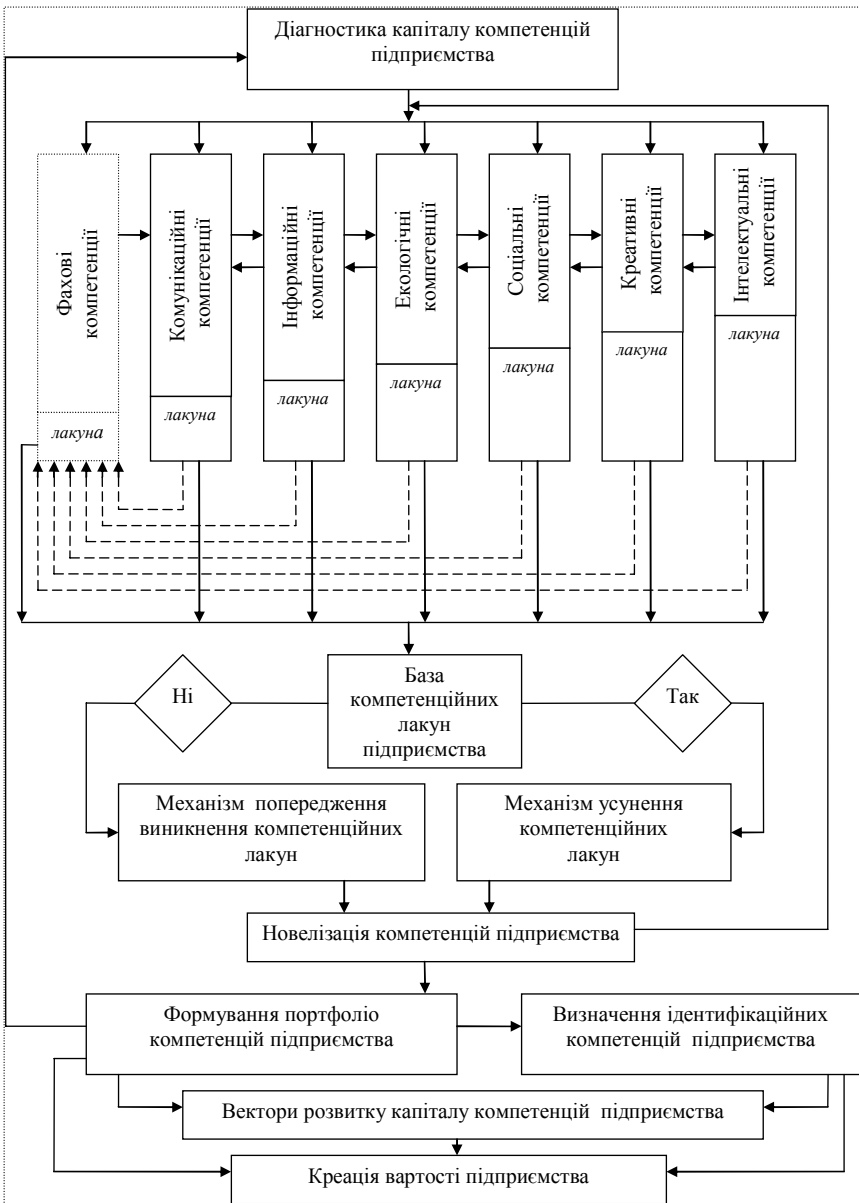 Діагностика капіталу компетенцій
підприємства
Фахові
компетенції
Комунікаційні
компетенції
Інформаційні
компетенції
Екологічні
компетенції
Соціальні
компетенції
Креативні
компетенції
Інтелектуальні
компетенції
лакуна
лакуна
лакуна
лакуна
лакуна
лакуна
лакуна
Ні
База
компетенційних
лакун
підприємства
Так
Механізм попередження
виникнення компетенційних
лакун
Механізм усунення
компетенційних
лакун
Новелізація компетенцій підприємства
Формування портфоліо
компетенцій підприємства
Визначення ідентифікаційних
компетенцій підприємства
Вектори розвитку капіталу компетенцій підприємства
Креація вартості підприємства